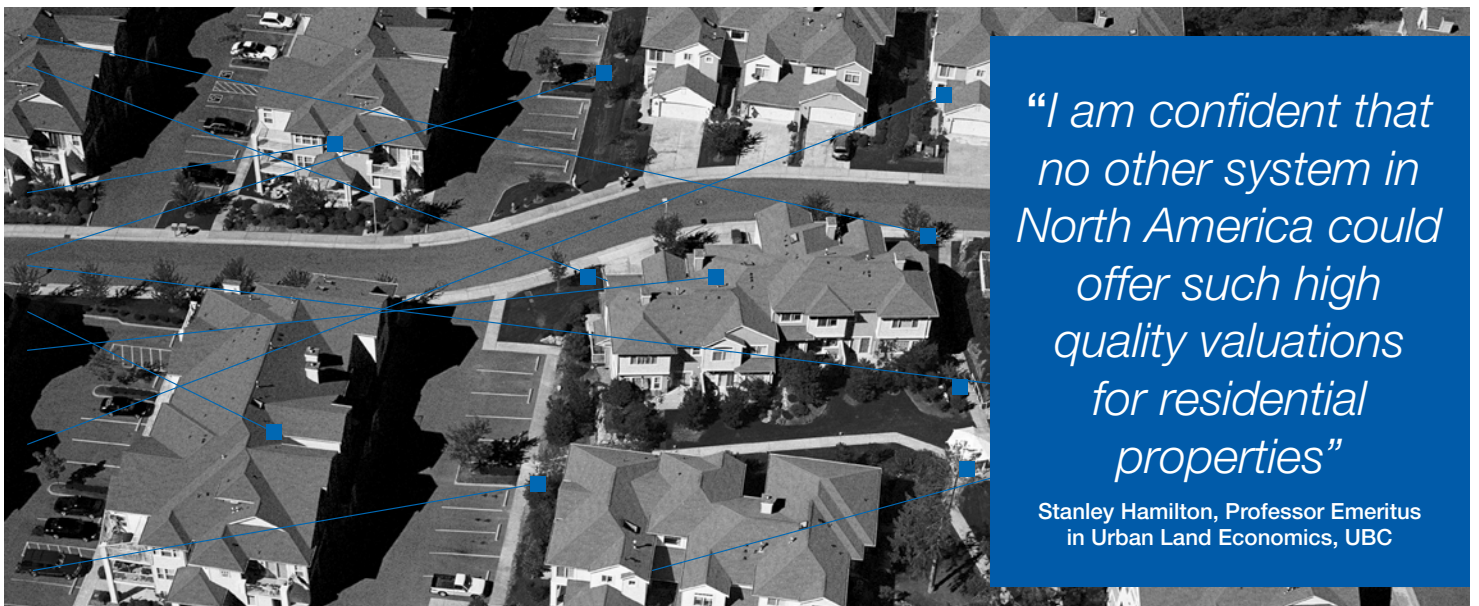 “I am confident that
no other system in
North America could
offer such high
quality valuations
for residential
properties”
Stanley Hamilton, Professor Emeritus
in Urban Land Economics, UBC